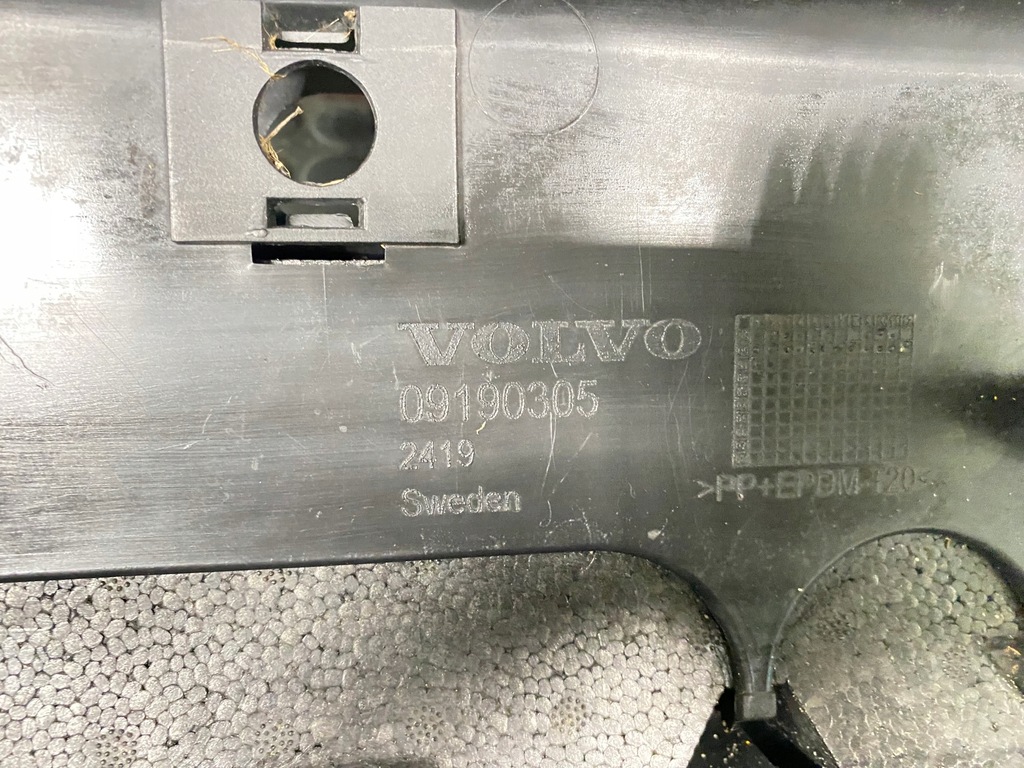 VOLVO
09190305
2419
Sweden
>PP+EPDM-T20<